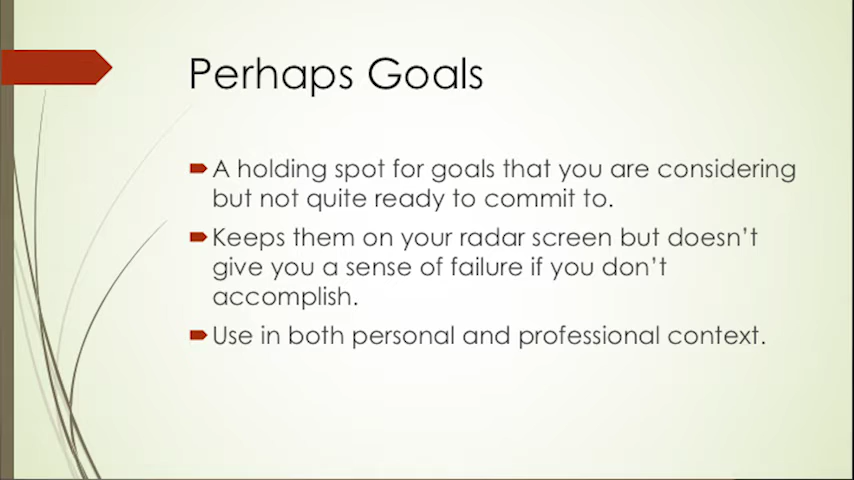 Perhaps Goals
A holding spot for goals that you are considering
but not quite ready to commit to.
Keeps them on your radar screen but doesn’t
give you a sense of failure if you don’t
accomplish.
Use in both personal and professional context.